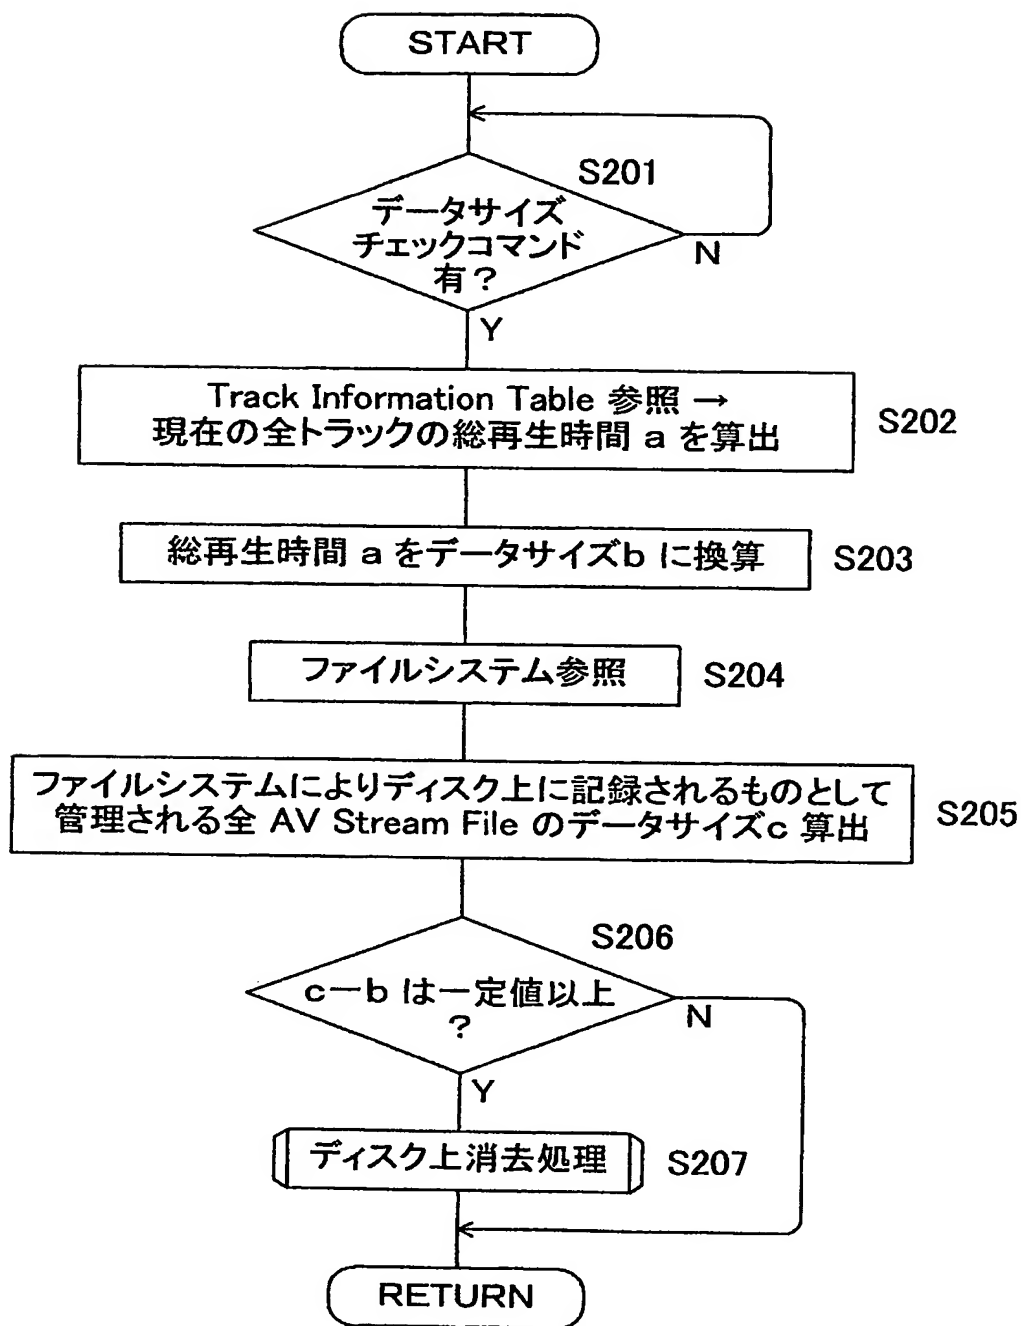 START
S201
データサイズ
チェックコマンド
有?
N
Y
Track Information Table 参照 →
現在の全トラックの総再生時間 a を算出
S202
総再生時間 a をデータサイズb に換算
S203
ファイルシステム参照
S204
ファイルシステムによりディスク上に記録されるものとして
管理される全 AV Stream File のデータサイズc 算出
S205
S206
c-b は一定値以上
?
N
Y
ディスク上消去処理
S207
RETURN